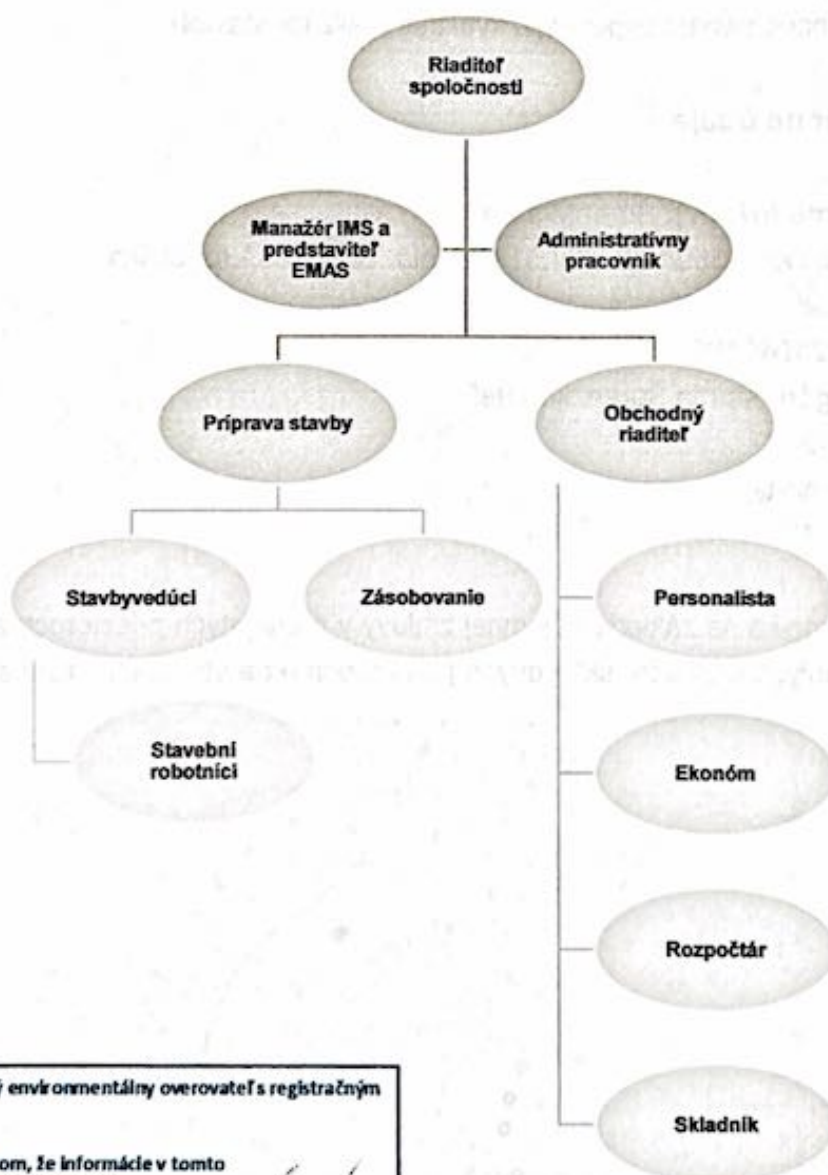 Riaditeľ
spoločnosti
Manažér IMS a
predstaviteľ
EMAS
Administratívny
pracovník
Príprava stavby
Obchodný
riaditeľ
Stavbyvedúci
Zásobovanie
Personalista
Stavební
robotníci
Ekonóm
Rozpočtár
Skladník
environmentálny overovateľ s registračným
že informácie v tomto